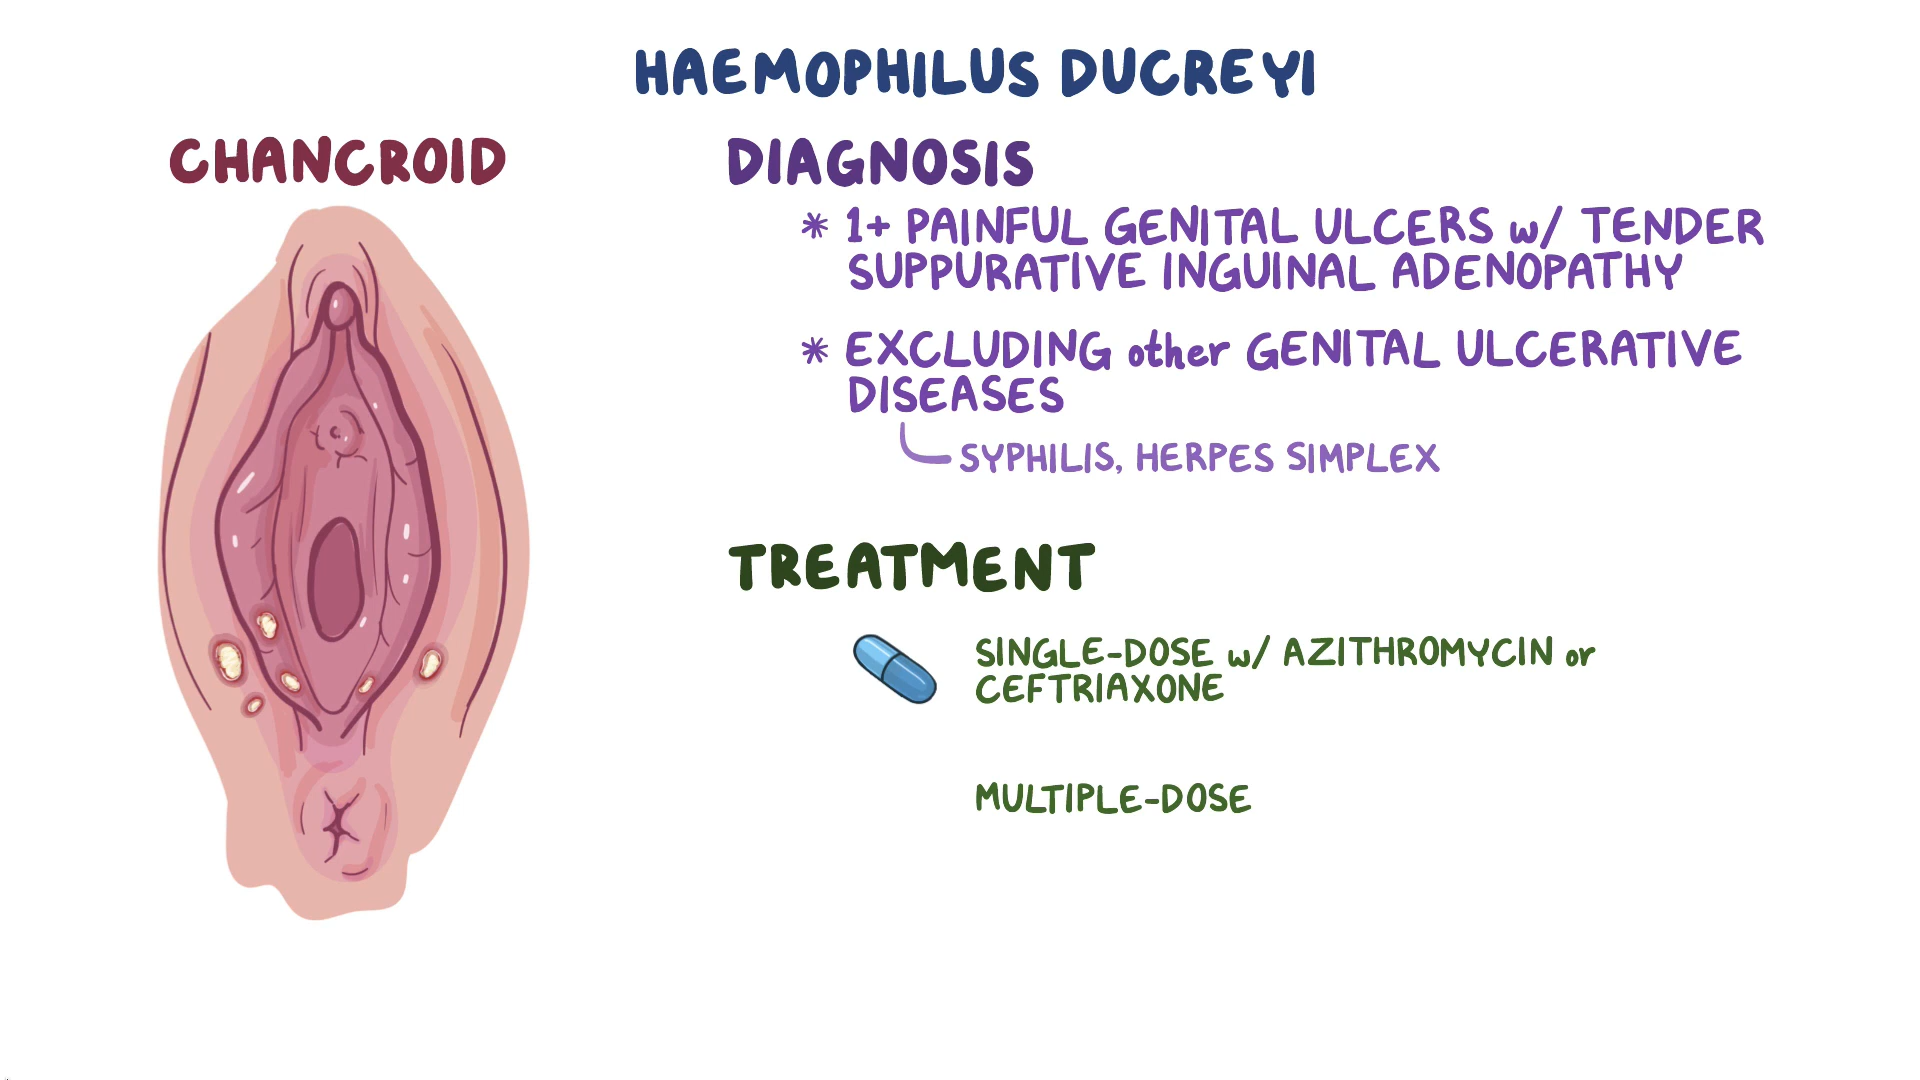 HAEMOPHILUS DUCREYI
CHANCROID
DIAGNOSIS
* 1+ PAINFUL GENITAL ULCERS w/ TENDER
SUPPURATIVE INGUINAL ADENOPATHY
* EXCLUDING other GENITAL ULCERATIVE
DISEASES
SYPHILIS, HERPES SIMPLEX
TREATMENT
SINGLE-DOSE w/ AZITHROMYCIN or
CEFTRIAXONE
MULTIPLE-DOSE